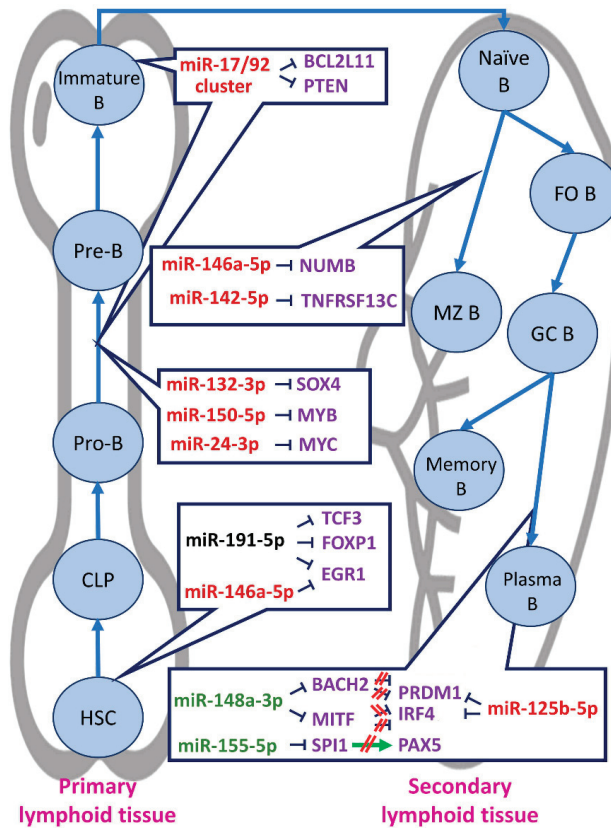 Immature
B
miR-17/92
cluster
BCL2L11
PTEN
Naïve
B
FO B
Pre-B
miR-146a-5p
NUMB
miR-142-5p
TNFRSF13C
MZ B
GC B
miR-132-3p
SOX4
miR-150-5p
MYB
miR-24-3p
MYC
Pro-B
Memory
B
miR-191-5p
TCF3
FOXP1
EGR1
miR-146a-5p
CLP
Plasma
B
HSC
miR-148a-3p
BACH2
MITF
PRDM1
IRF4
miR-125b-5p
miR-155-5p
SPI1
PAX5
Primary
lymphoid tissue
Secondary
lymphoid tissue